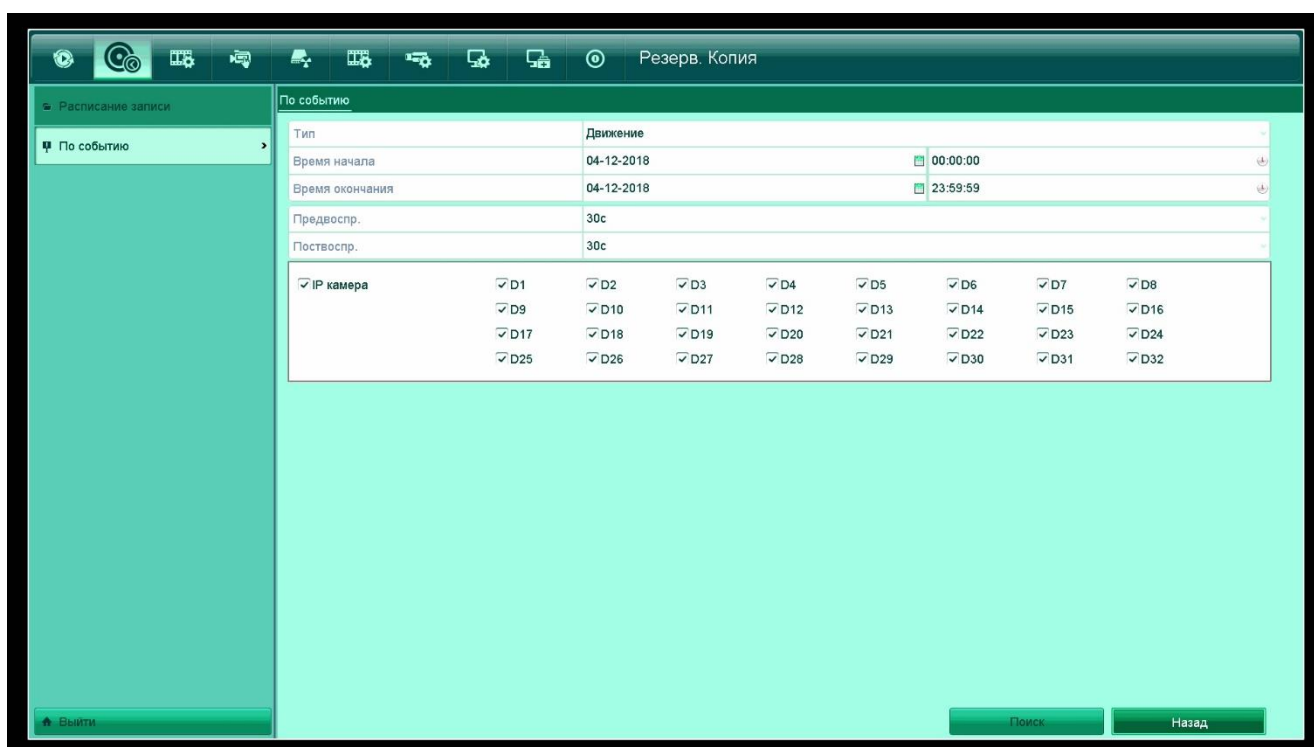 Резерв. Копия
Расписание записи
По событию
По событию
Тип Движение
Время начала 04-12-2018 00:00:00
Время окончания 04-12-2018 23:59:59
Предвоспр. 30с
Поствоспр. 30с
IP камера D1 D2 D3 D4 D5 D6 D7 D8
D9 D10 D11 D12 D13 D14 D15 D16
D17 D18 D19 D20 D21 D22 D23 D24
D25 D26 D27 D28 D29 D30 D31 D32
Выйти
Поиск Назад